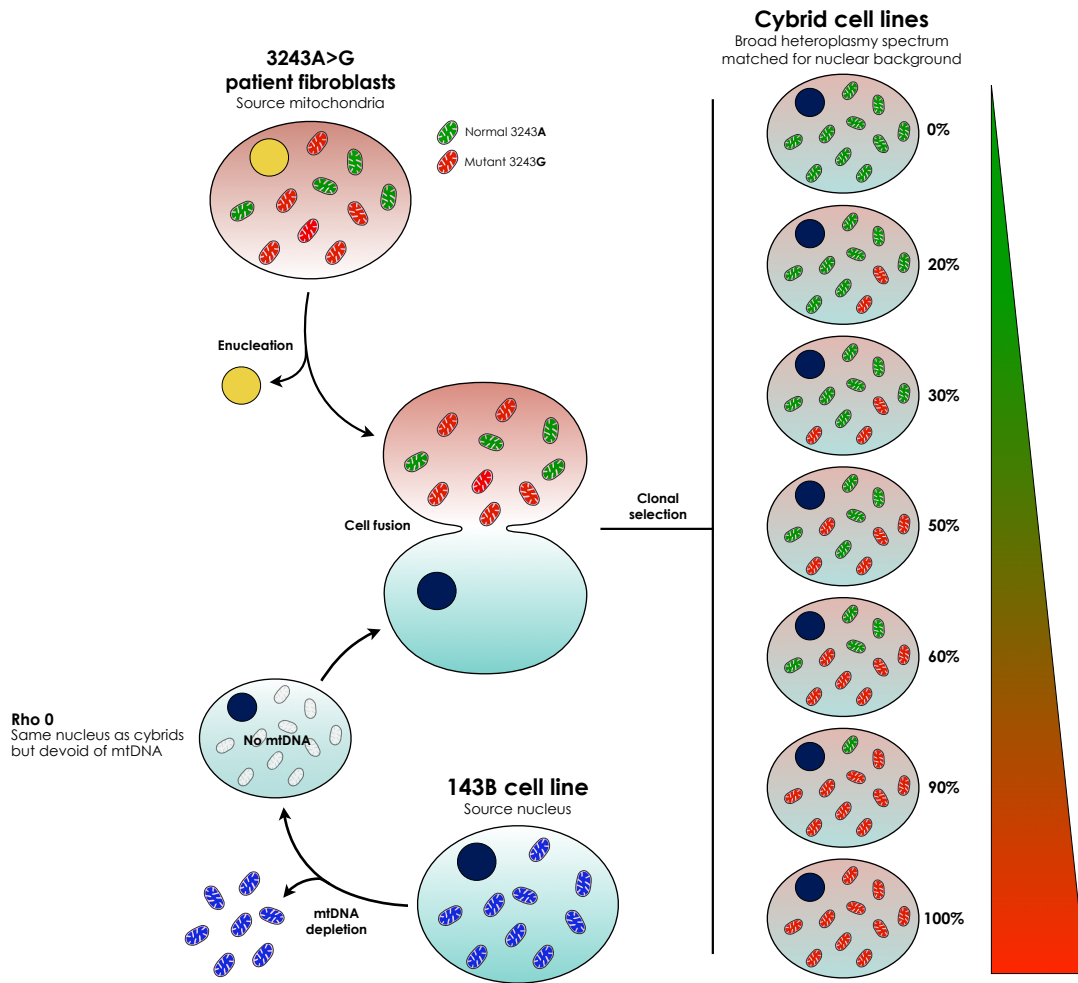 3243A>G
patient fibroblasts
Source mitochondria
Normal 3243A
Mutant 3243G
Enucleation
Cell fusion
Rho 0
Same nucleus as cybrids
but devoid of mtDNA
No mtDNA
143B cell line
Source nucleus
mtDNA
depletion
Clonal
selection
Cybrid cell lines
Broad heteroplasmy spectrum
matched for nuclear background
0%
20%
30%
50%
60%
90%
100%